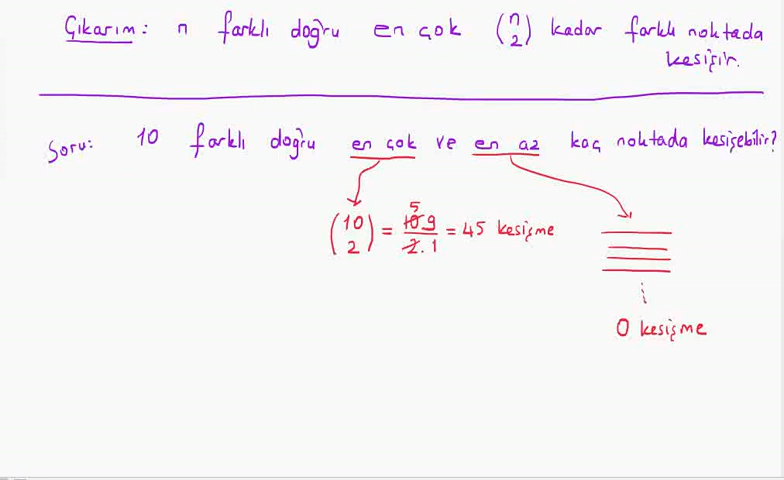 Çıkarım: n farklı doğru en çok (n 2) kadar farklı noktada
kesişir.
Soru: 10 farklı doğru en çok ve en az kaç noktada kesişebilir?
(10 2) = 10.9 / 2.1 = 45 kesişme
5
0 kesişme